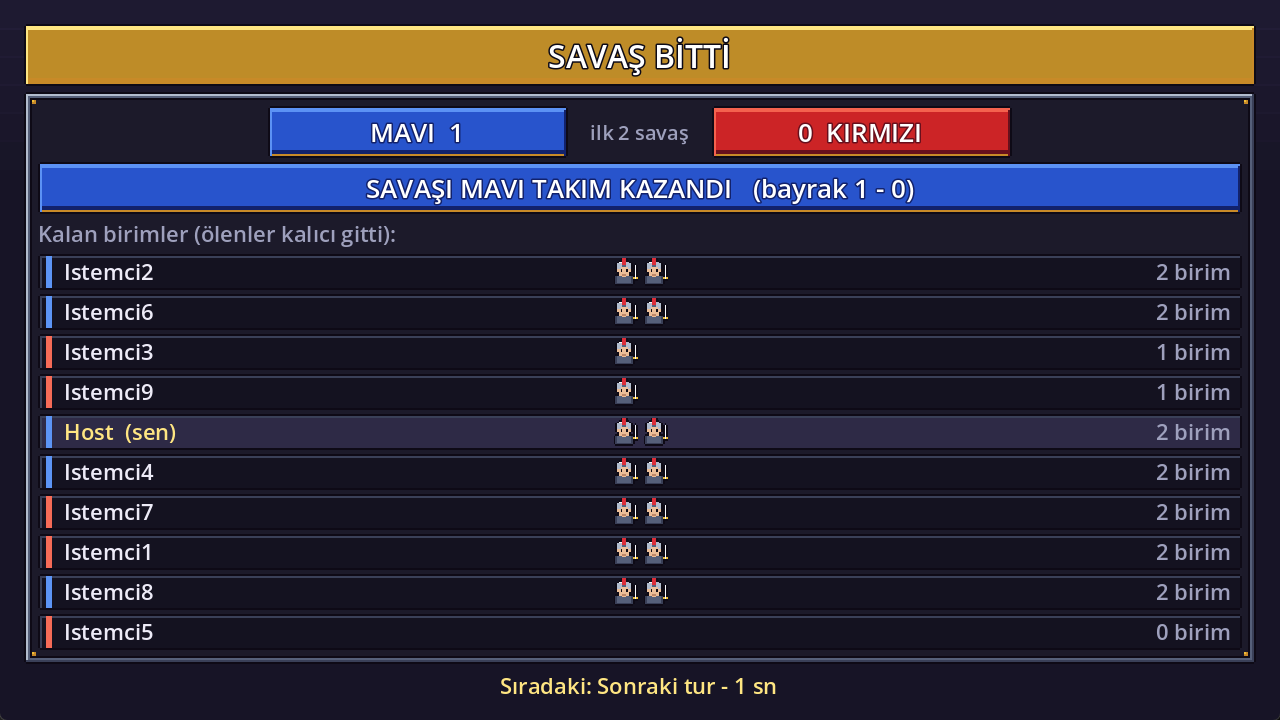 SAVAŞ BİTTİ
MAVI 1 ilk 2 savaş 0 KIRMIZI
SAVAŞI MAVI TAKIM KAZANDI (bayrak 1 - 0)
Kalan birimler (ölenler kalıcı gitti):
Istemci2 2 birim
Istemci6 2 birim
Istemci3 1 birim
Istemci9 1 birim
Host (sen) 2 birim
Istemci4 2 birim
Istemci7 2 birim
Istemci1 2 birim
Istemci8 2 birim
Istemci5 0 birim
Sıradaki: Sonraki tur - 1 sn